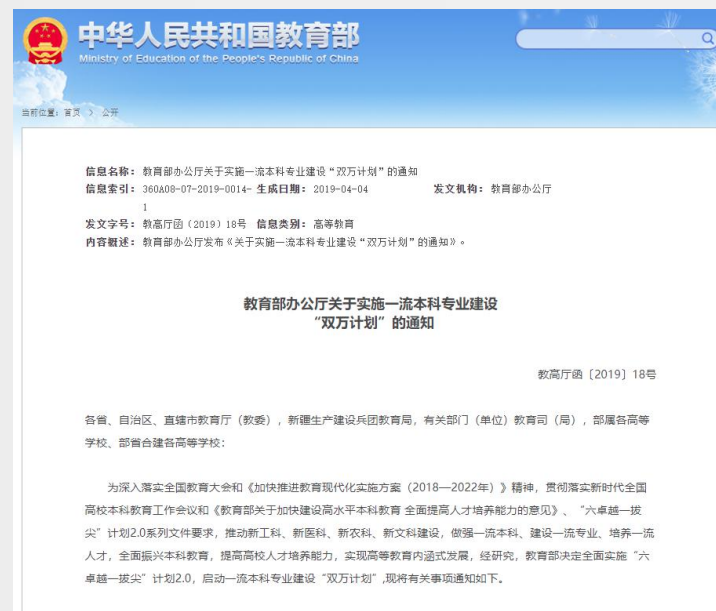 中华人民共和国教育部
Ministry of Education of the People's Republic of China
当前位置: 首页 > 公开
信息名称: 教育部办公厅关于实施一流本科专业建设“双万计划”的通知
信息索引: 360A08-07-2019-0014- 生成日期: 2019-04-04 发文机构: 教育部办公厅
1
发文字号: 教高厅函〔2019〕18号 信息类别: 高等教育
内容概述: 教育部办公厅发布《关于实施一流本科专业建设“双万计划”的通知》。
教育部办公厅关于实施一流本科专业建设
“双万计划”的通知
教高厅函〔2019〕18号
各省、自治区、直辖市教育厅（教委），新疆生产建设兵团教育局，有关部门（单位）教育司（局），部属各高等
学校、部省合建各高等学校：
为深入落实全国教育大会和《加快推进教育现代化实施方案（2018—2022年）》精神，贯彻落实新时代全国
高校本科教育工作会议和《教育部关于加快建设高水平本科教育 全面提高人才培养能力的意见》、“六卓越一拔
尖”计划2.0系列文件要求，推动新工科、新医科、新农科、新文科建设，做强一流本科、建设一流专业、培养一流
人才，全面振兴本科教育，提高高校人才培养能力，实现高等教育内涵式发展，经研究，教育部决定全面实施“六
卓越一拔尖”计划2.0，启动一流本科专业建设“双万计划”,现将有关事项通知如下。